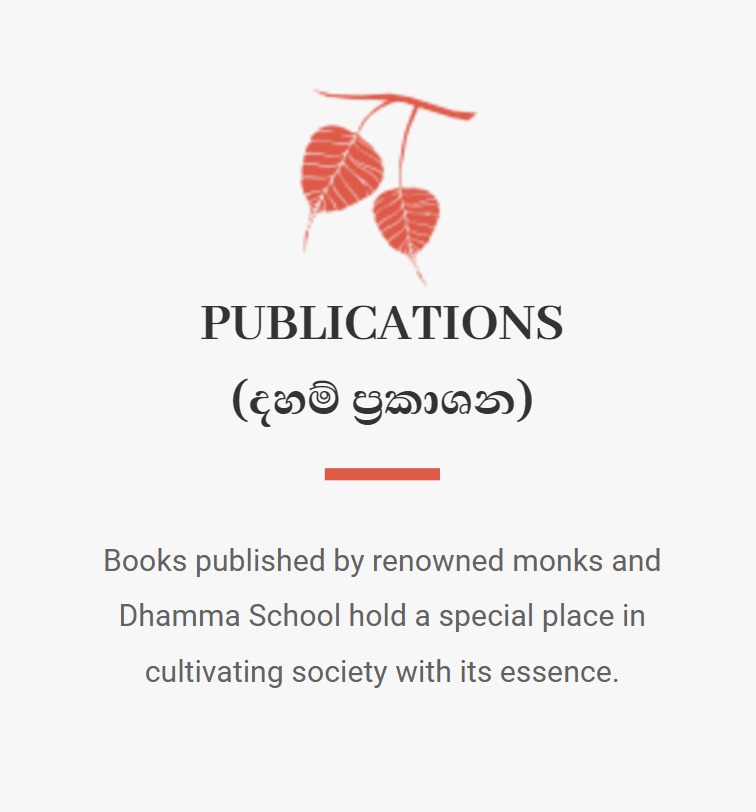 PUBLICATIONS
(දහම් ප්‍රකාශන)
Books published by renowned monks and
Dhamma School hold a special place in
cultivating society with its essence.